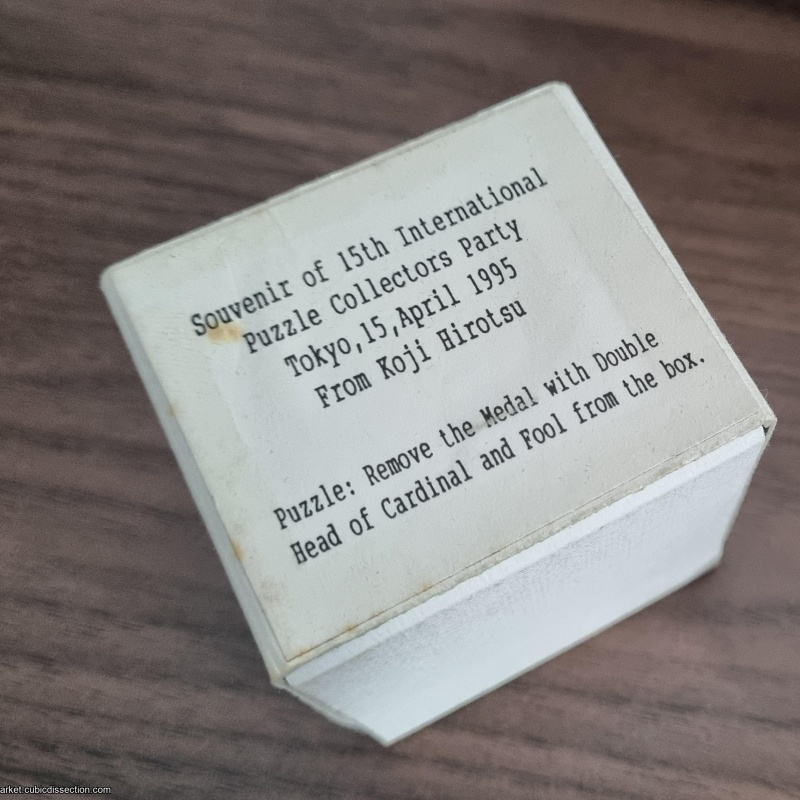 Souvenir of 15th International
Puzzle Collectors Party
Tokyo,15,April 1995
From Koji Hirotsu
Puzzle: Remove the Medal with Double
Head of Cardinal and Fool from the box.
arket.cubicdissection.com